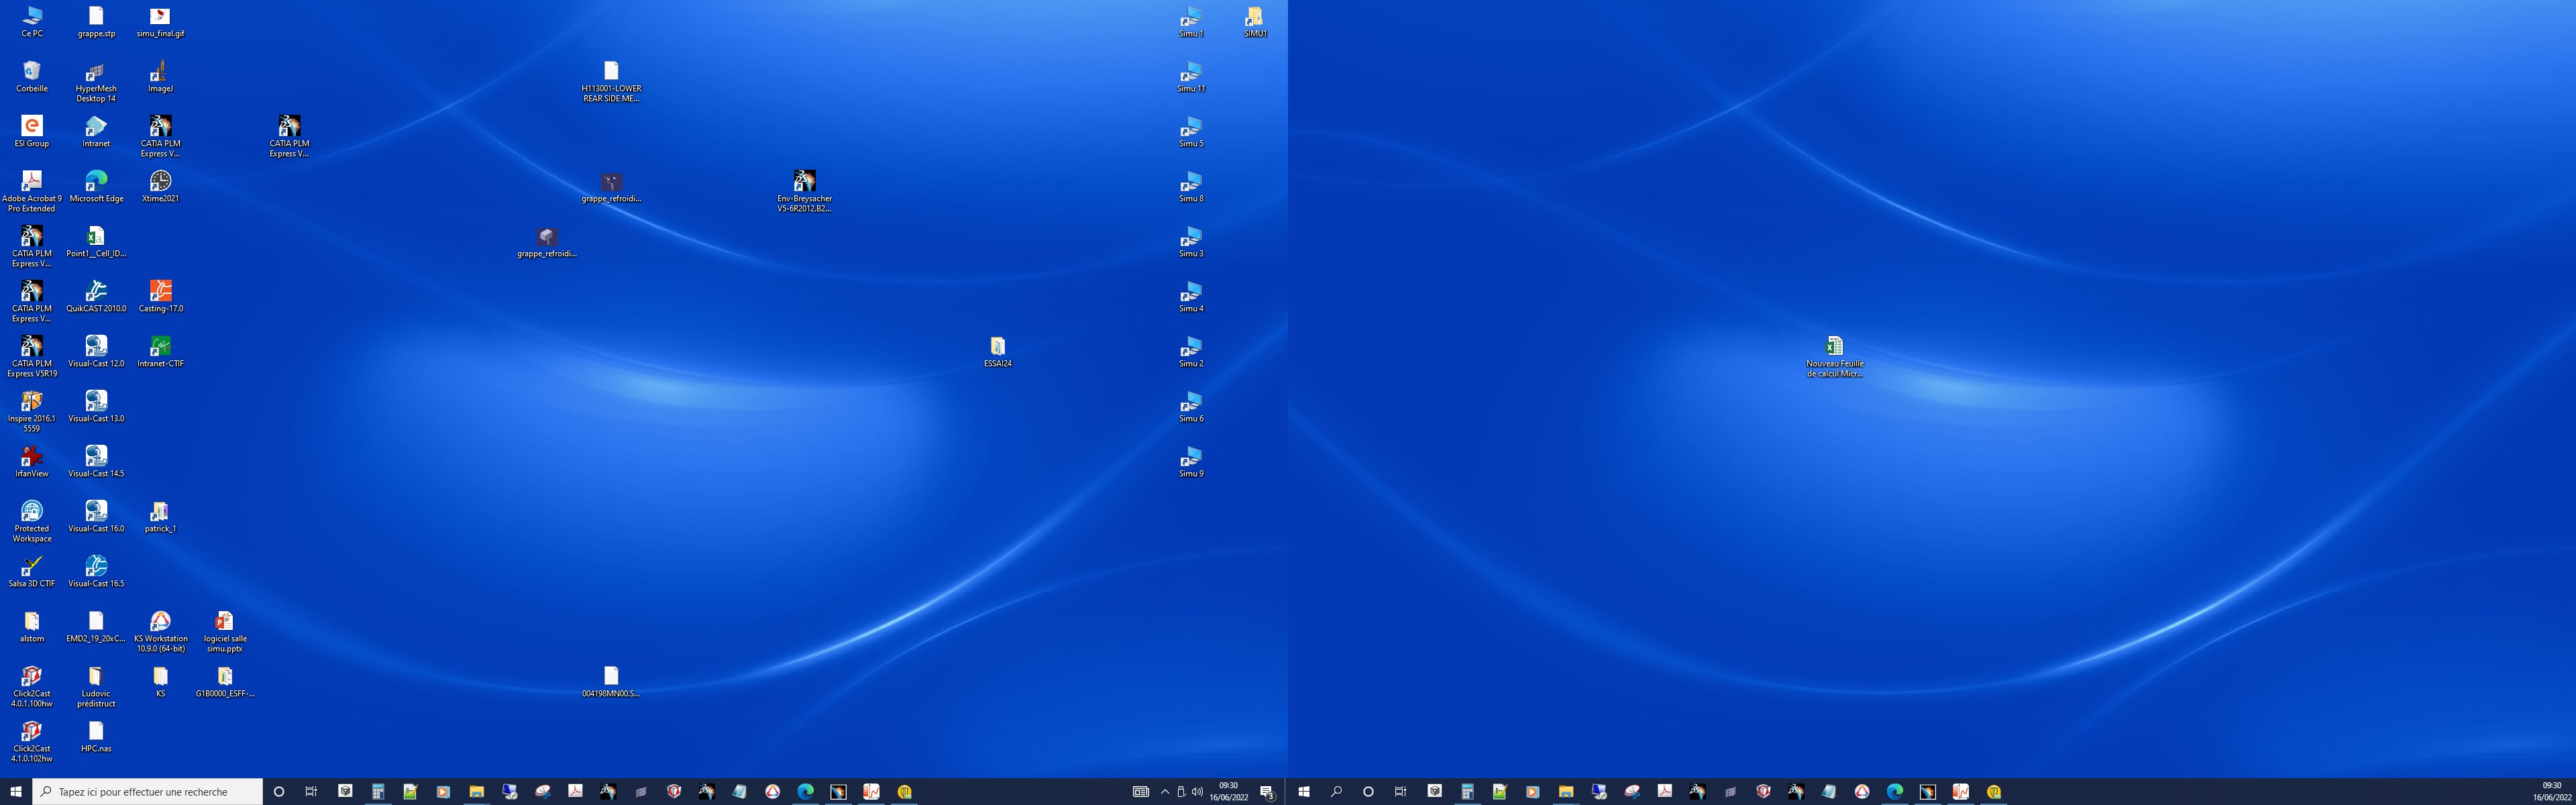 Ce PC
grappe.stp
simu_final.gif
Corbeille
HyperMesh
Desktop 14
ImageJ
ESI Group
Intranet
CATIA PLM
Express V...
CATIA PLM
Express V...
Adobe Acrobat 9
Pro Extended
Microsoft Edge
Xtime2021
CATIA PLM
Express V...
Point1__Cell_ID...
CATIA PLM
Express V...
QuikCAST 2010.0
Casting-17.0
CATIA PLM
Express V5R19
Visual-Cast 12.0
Intranet-CTIF
Inspire 2016.1
5559
Visual-Cast 13.0
IrfanView
Visual-Cast 14.5
Protected
Workspace
Visual-Cast 16.0
patrick_1
Salsa 3D CTIF
Visual-Cast 16.5
alstom
EMD2_19_20xC...
KS Workstation
10.9.0 (64-bit)
logiciel salle
simu.pptx
Click2Cast
4.0.1.100hw
Ludovic
prédistruct
KS
G1B0000_ESFF-...
Click2Cast
4.1.0.102hw
HPC.nas
H113001-LOWER
REAR SIDE ME...
grappe_refroidi...
Env-Breysacher
V5-6R2012.B2...
grappe_refroidi...
ESSAI24
004198MN00.S...
Simu 1
SIMU1
Simu 11
Simu 5
Simu 8
Simu 3
Simu 4
Simu 2
Simu 6
Simu 9
Nouveau Feuille
de calcul Micr...
Tapez ici pour effectuer une recherche
09:30
16/06/2022
3
09:30
16/06/2022